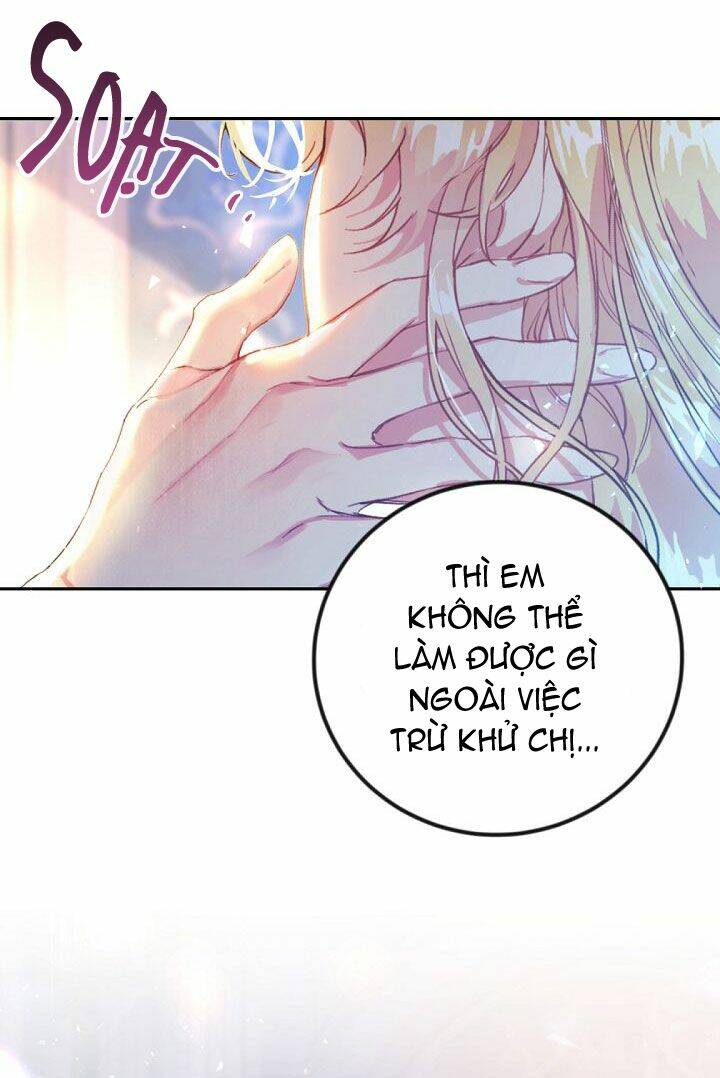 SOẠT...
THÌ EM
KHÔNG THỂ
LÀM ĐƯỢC GÌ
NGOÀI VIỆC
TRỪ KHỬ CHỊ...